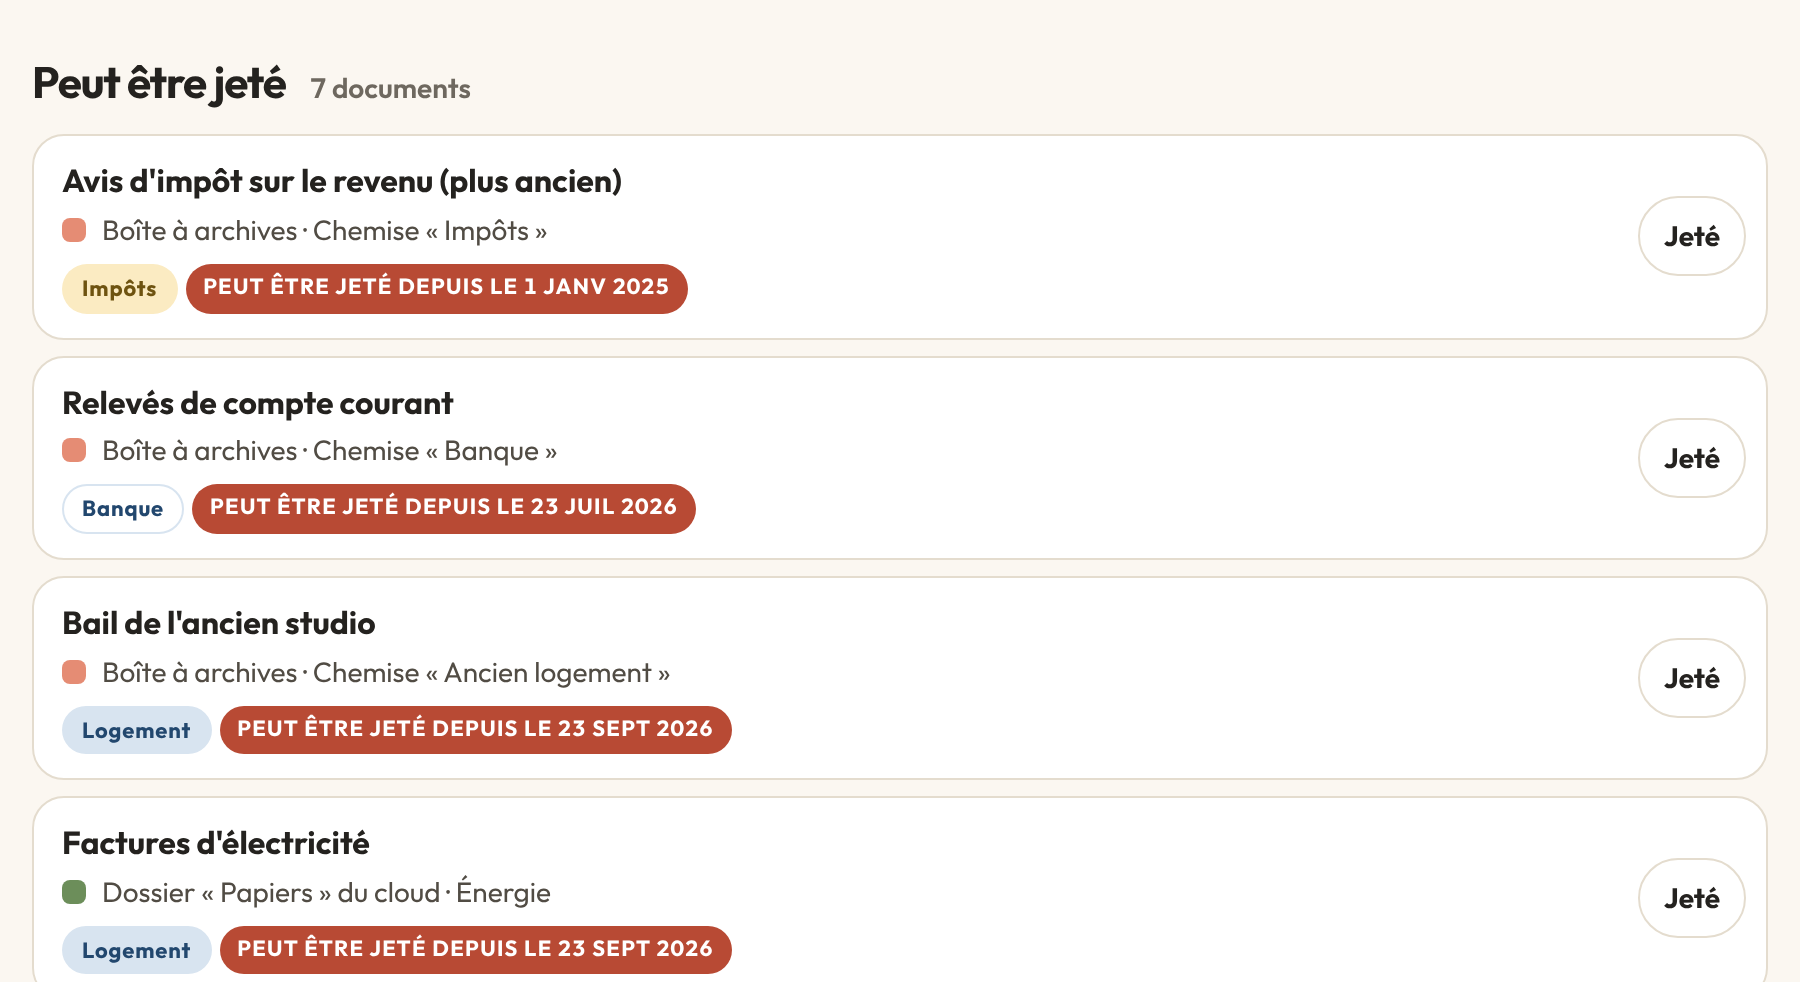 Peut être jeté 7 documents
Avis d'impôt sur le revenu (plus ancien)
Boîte à archives · Chemise « Impôts »
Jeté
Impôts PEUT ÊTRE JETÉ DEPUIS LE 1 JANV 2025
Relevés de compte courant
Boîte à archives · Chemise « Banque »
Jeté
Banque PEUT ÊTRE JETÉ DEPUIS LE 23 JUIL 2026
Bail de l'ancien studio
Boîte à archives · Chemise « Ancien logement »
Jeté
Logement PEUT ÊTRE JETÉ DEPUIS LE 23 SEPT 2026
Factures d'électricité
Dossier « Papiers » du cloud · Énergie
Jeté
Logement PEUT ÊTRE JETÉ DEPUIS LE 23 SEPT 2026